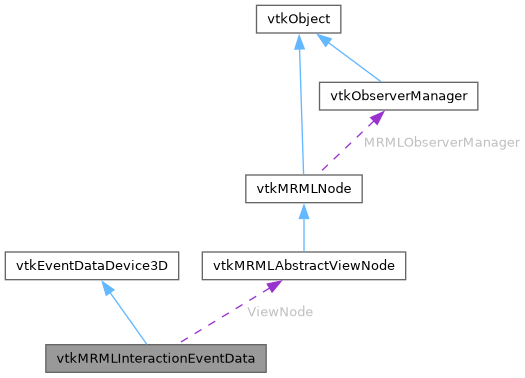 vtkObject
vtkObserverManager
MRMLObserverManager
vtkMRMLNode
vtkEventDataDevice3D
vtkMRMLAbstractViewNode
ViewNode
vtkMRMLInteractionEventData